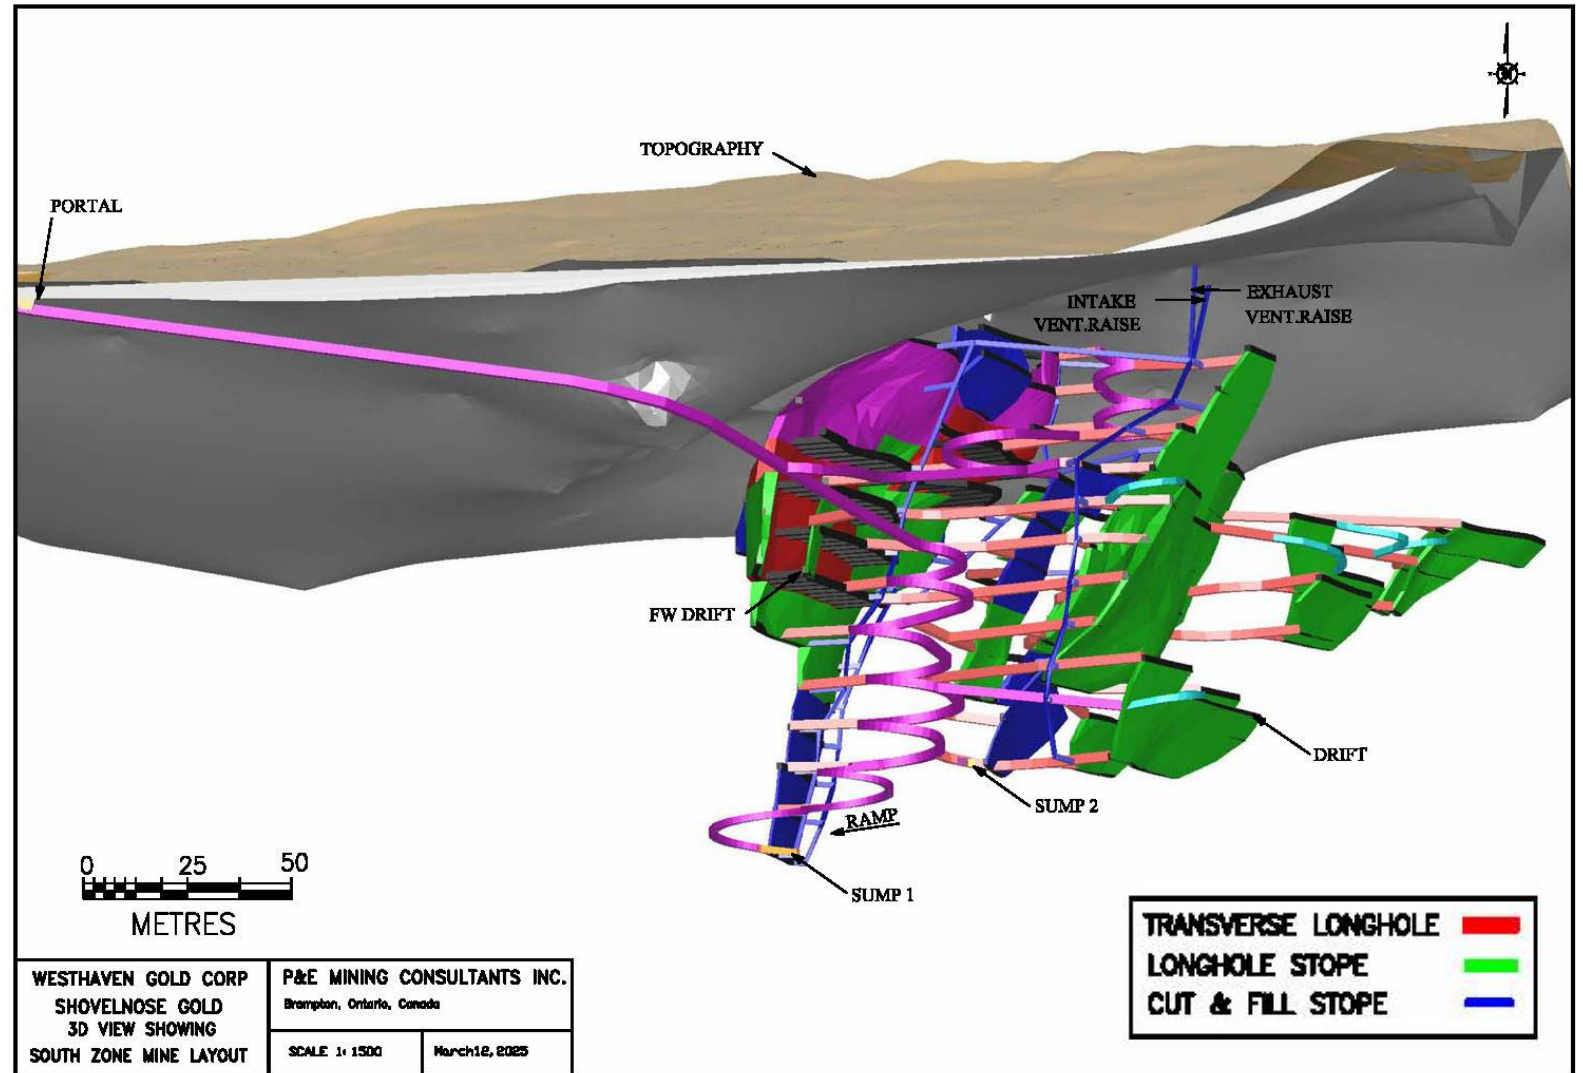 TOPOGRAPHY
PORTAL
INTAKE
VENT.RAISE
EXHAUST
VENT.RAISE
FW DRIFT
DRIFT
SUMP 2
RAMP
SUMP 1
0 25 50
METRES
TRANSVERSE LONGHOLE
LONGHOLE STOPE
CUT & FILL STOPE
WESTHAVEN GOLD CORP
SHOVELNOSE GOLD
3D VIEW SHOWING
SOUTH ZONE MINE LAYOUT
P&E MINING CONSULTANTS INC.
Brampton, Ontario, Canada
SCALE 1: 1500
March12, 2025